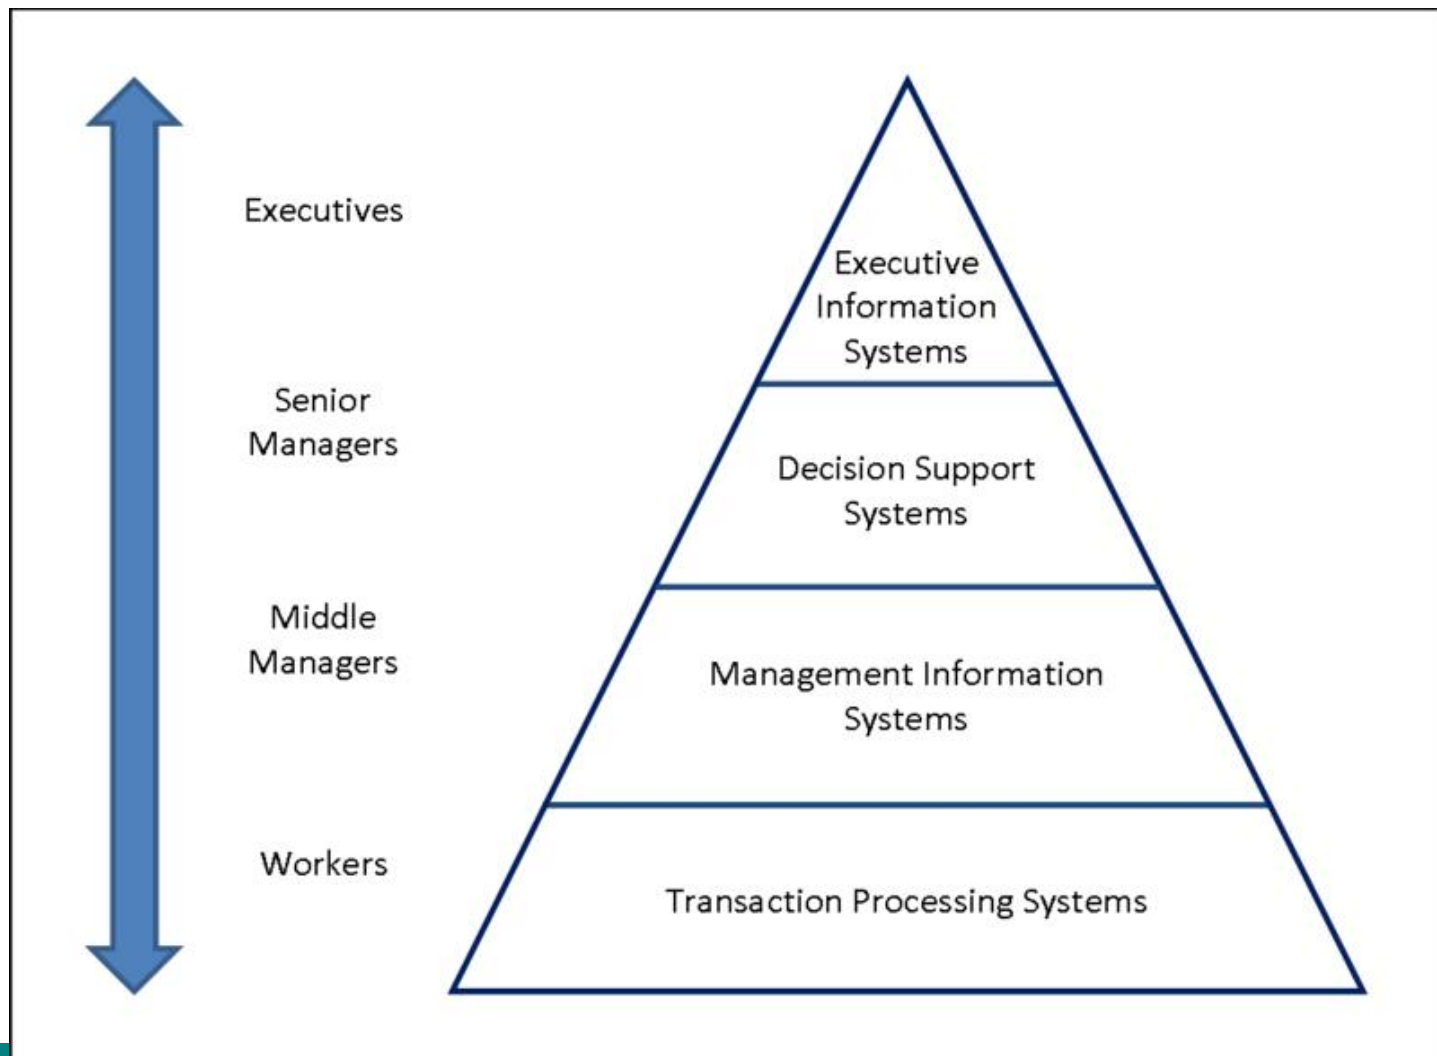 Executives
Executive
Information
Systems
Senior
Managers
Decision Support
Systems
Middle
Managers
Management Information
Systems
Workers
Transaction Processing Systems